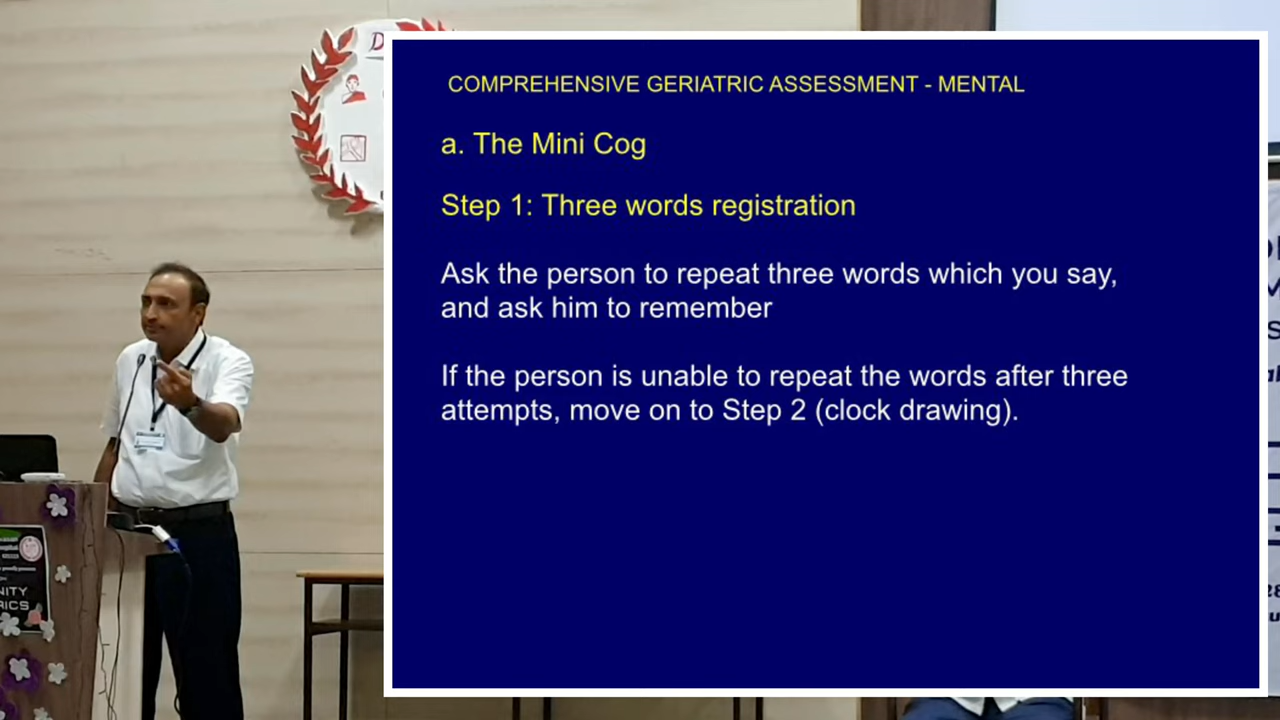 COMPREHENSIVE GERIATRIC ASSESSMENT - MENTAL
a. The Mini Cog
Step 1: Three words registration
Ask the person to repeat three words which you say,
and ask him to remember
If the person is unable to repeat the words after three
attempts, move on to Step 2 (clock drawing).